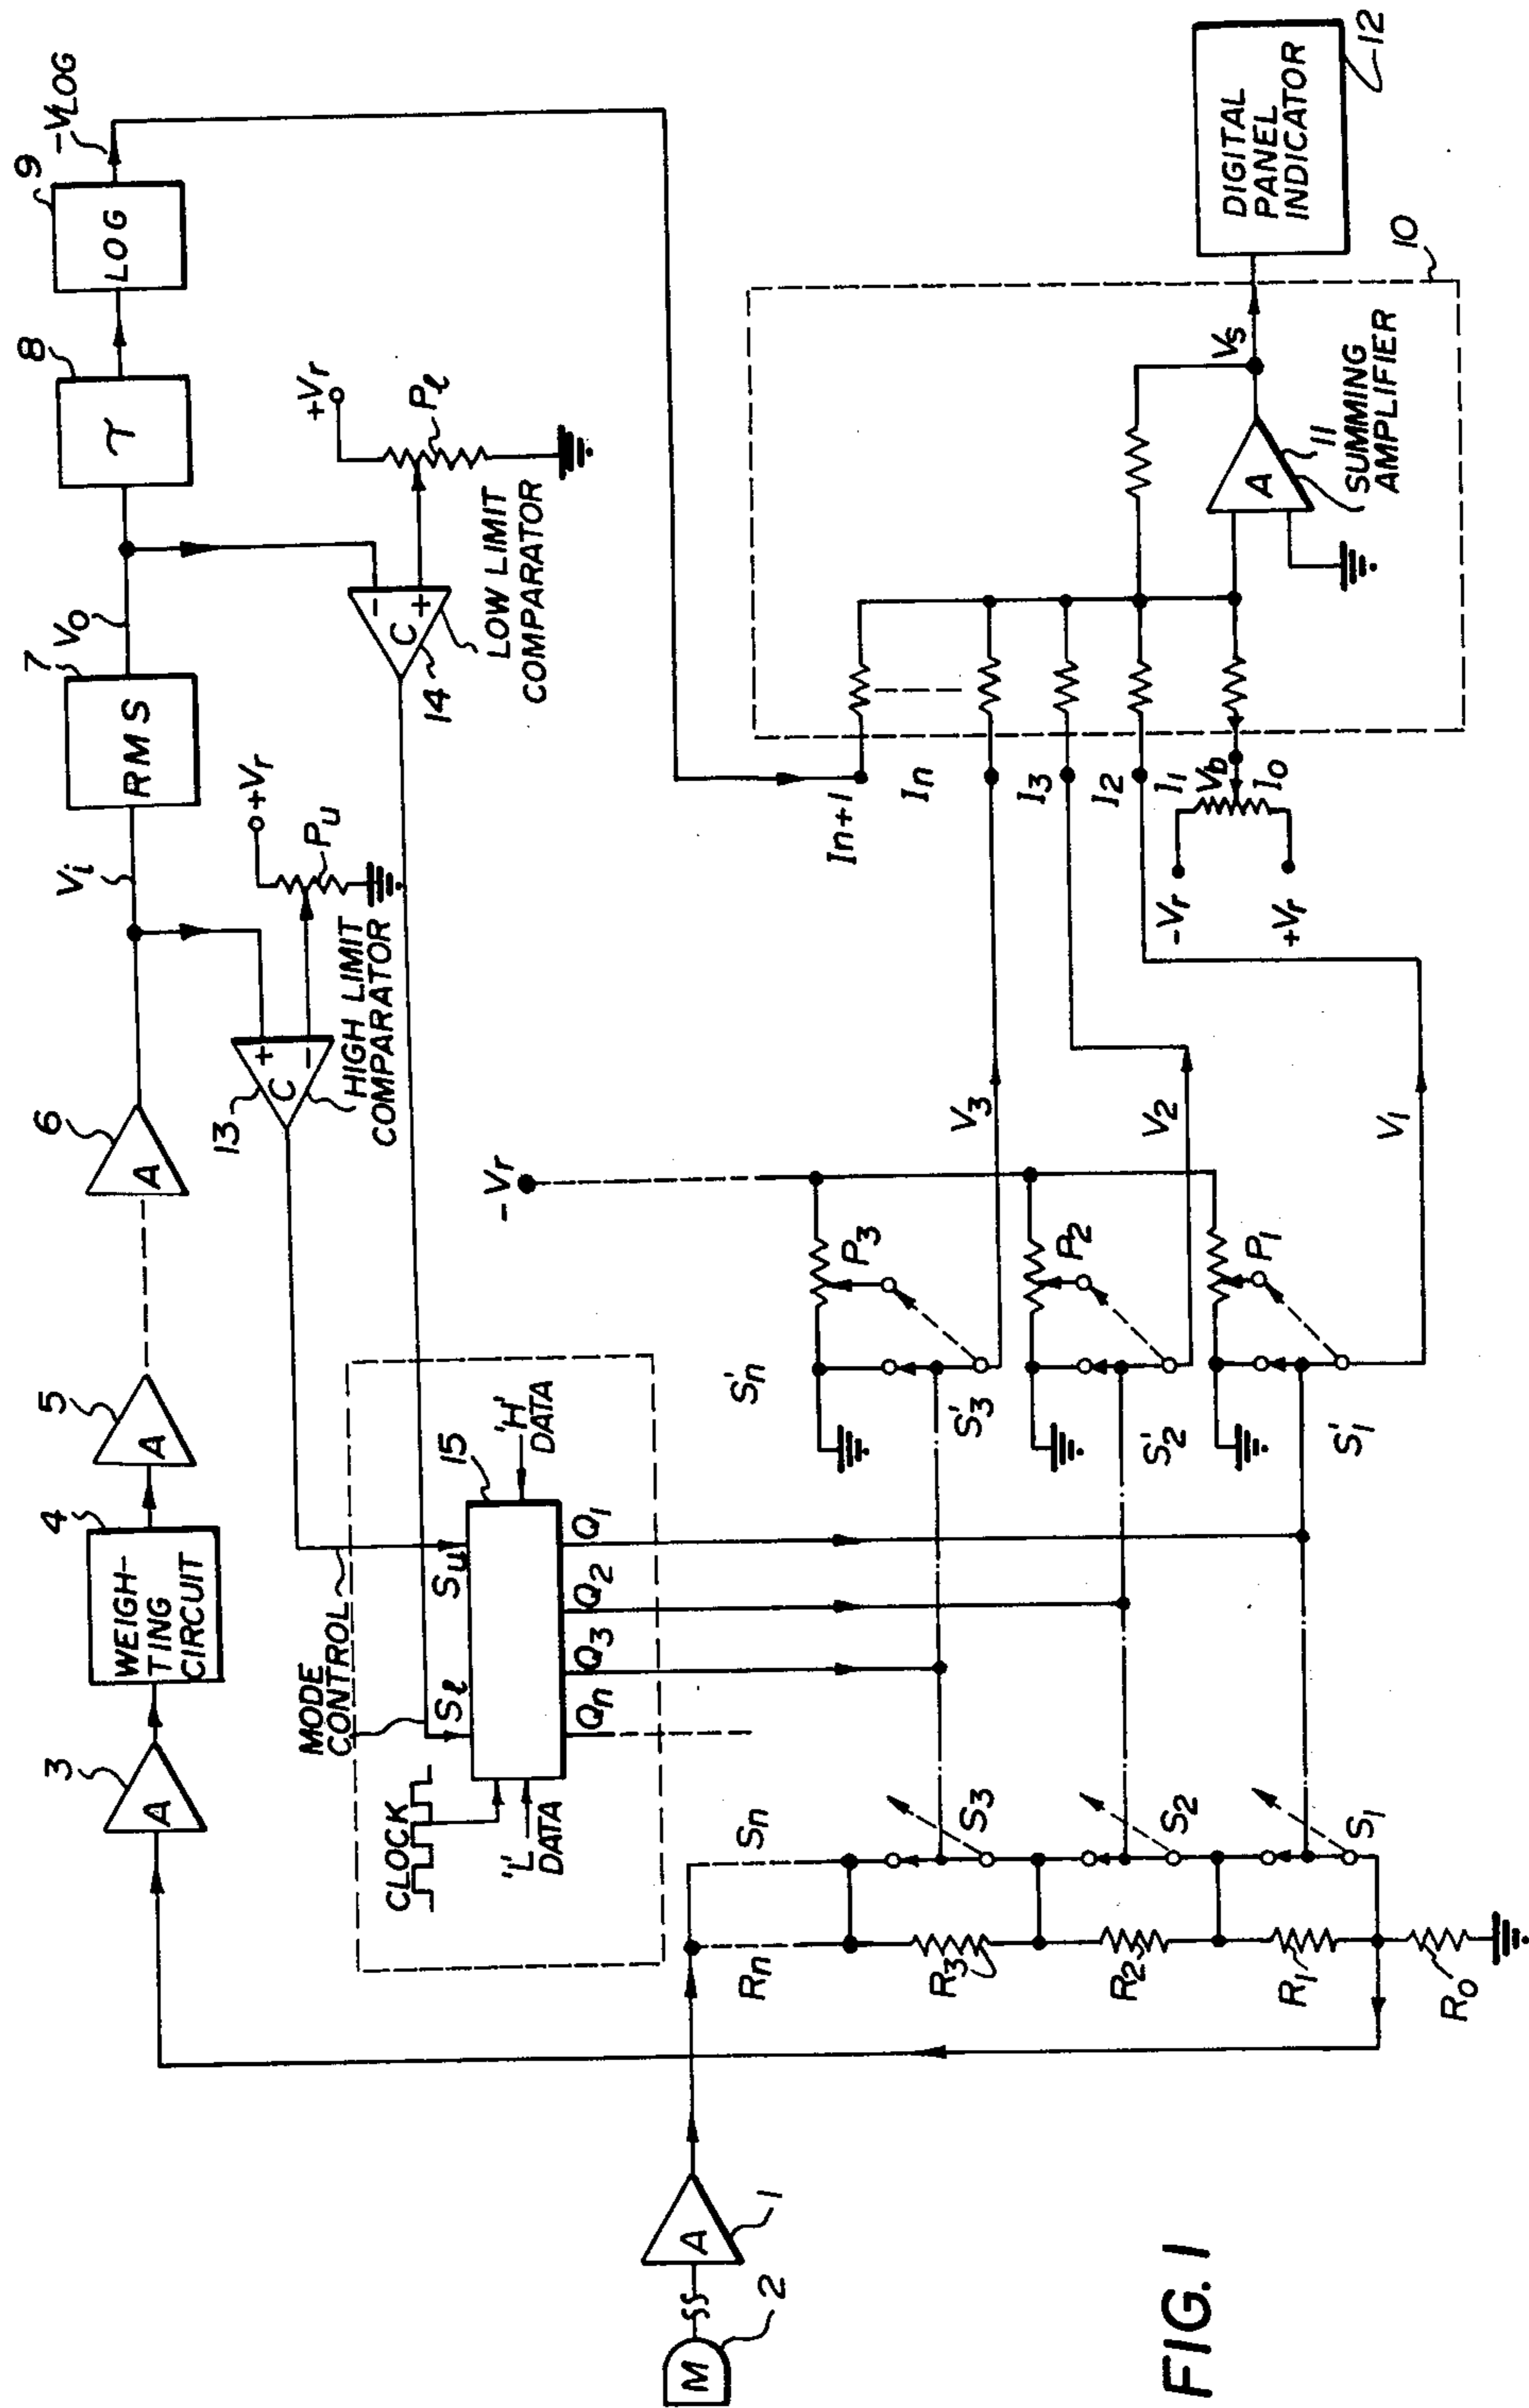 FIG. 1
M
2
A
1
A
3
WEIGH-
TING
CIRCUIT
4
A
5
A
6
Vi
RMS
7
Vo
τ
8
LOG
9
-VLOG
C
+
-
13
HIGH LIMIT
COMPARATOR
+Vr
Pu
C
-
+
14
LOW LIMIT
COMPARATOR
+Vr
Pℓ
MODE
CONTROL
CLOCK
'L'
DATA
'H'
DATA
15
Sℓ
Su
Qn
Q3
Q2
Q1
Rn
Sn
R3
S3
R2
S2
R1
S1
R0
-Vr
S'n
P3
S'3
P2
S'2
P1
S'1
V3
V2
V1
In+1
In
I3
I2
I1
Vb
I0
-Vr
+Vr
A
11
SUMMING
AMPLIFIER
Vs
10
DIGITAL
PANEL
INDICATOR
12